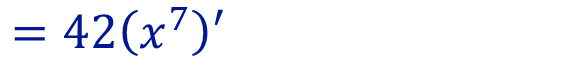 = 42(x⁷)′